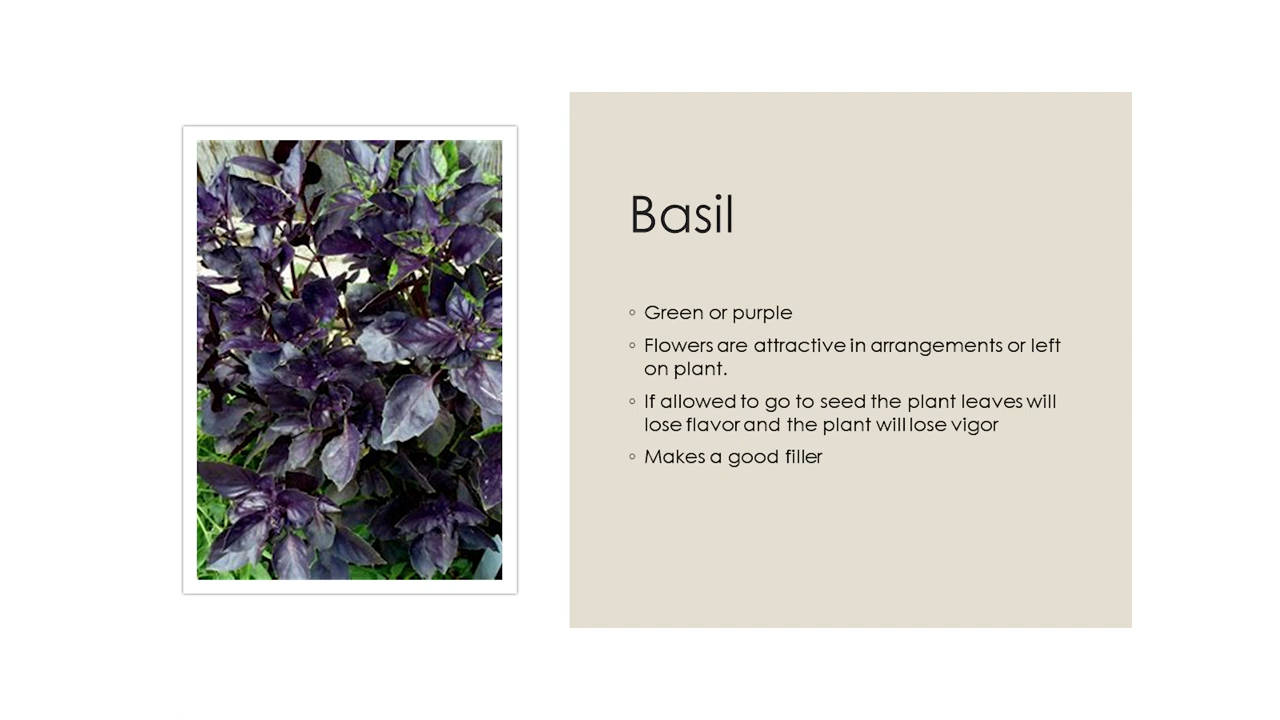 Basil
◦ Green or purple
◦ Flowers are attractive in arrangements or left
on plant.
◦ If allowed to go to seed the plant leaves will
lose flavor and the plant will lose vigor
◦ Makes a good filler